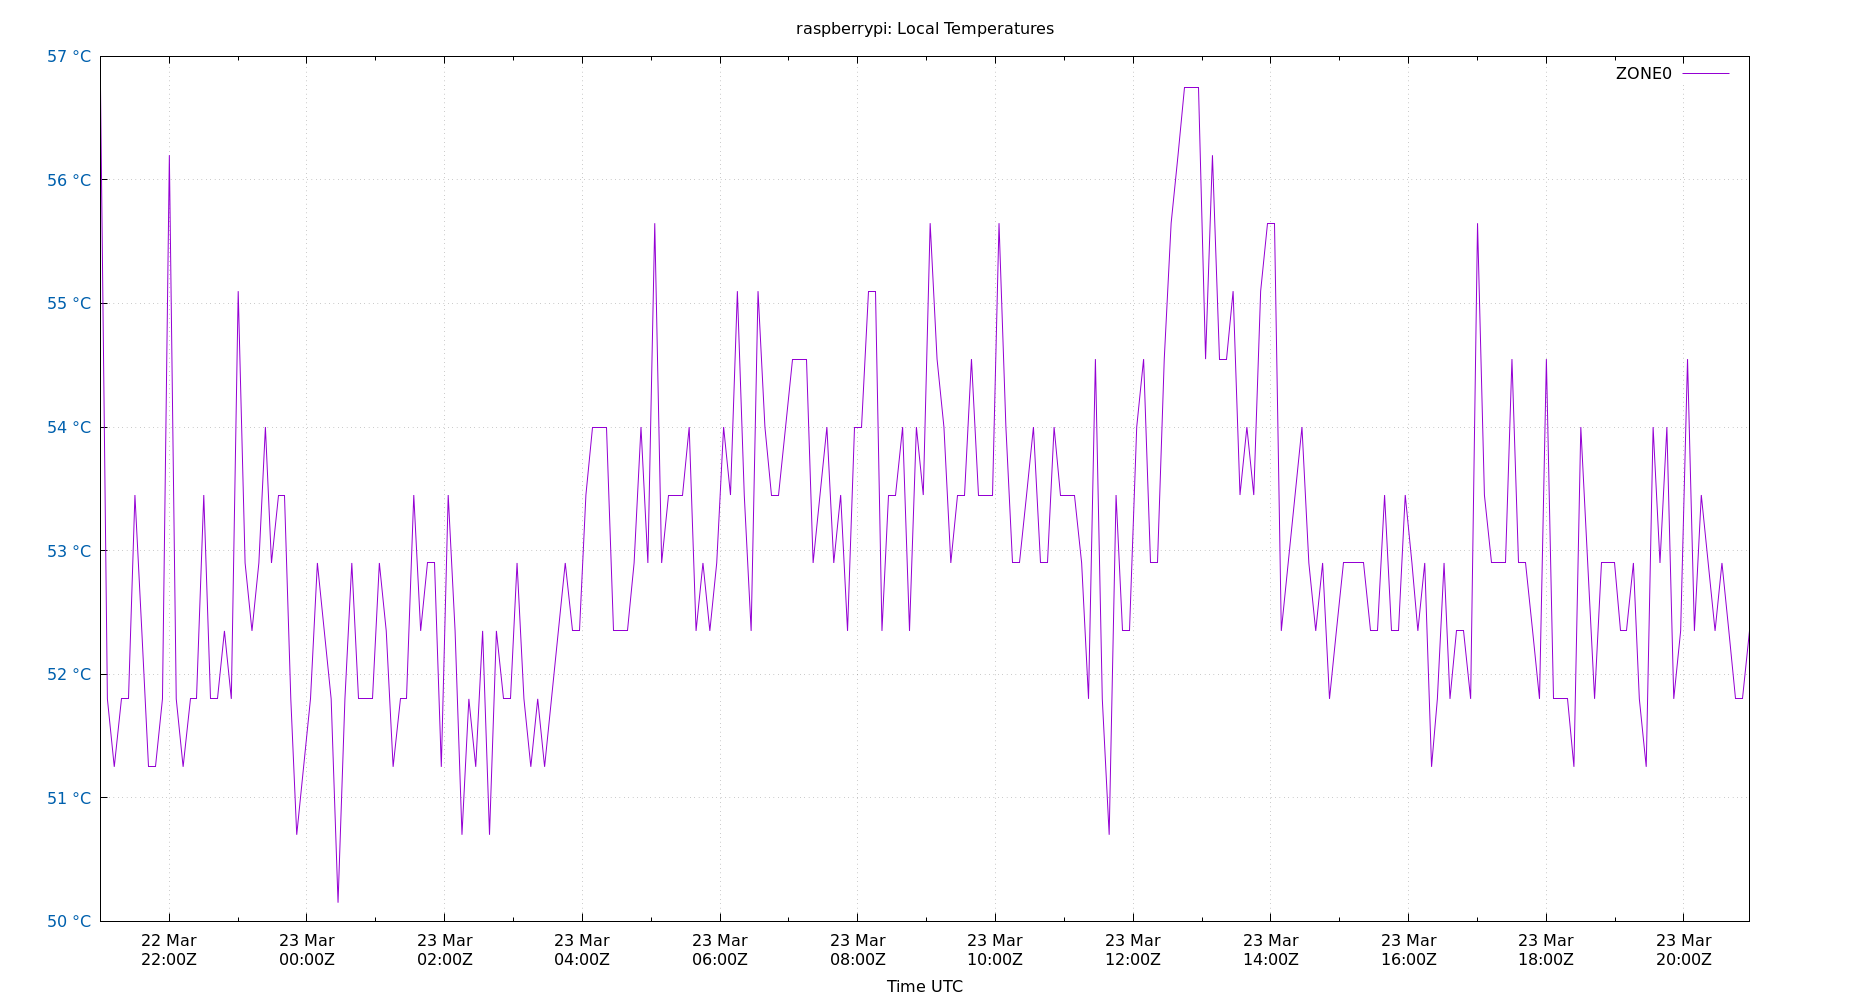 raspberrypi: Local Temperatures
57 °C
ZONE0
56 °C
55 °C
54 °C
53 °C
52 °C
51 °C
50 °C
22 Mar 23 Mar 23 Mar 23 Mar 23 Mar 23 Mar 23 Mar 23 Mar 23 Mar 23 Mar 23 Mar 23 Mar
22:00Z 00:00Z 02:00Z 04:00Z 06:00Z 08:00Z 10:00Z 12:00Z 14:00Z 16:00Z 18:00Z 20:00Z
Time UTC